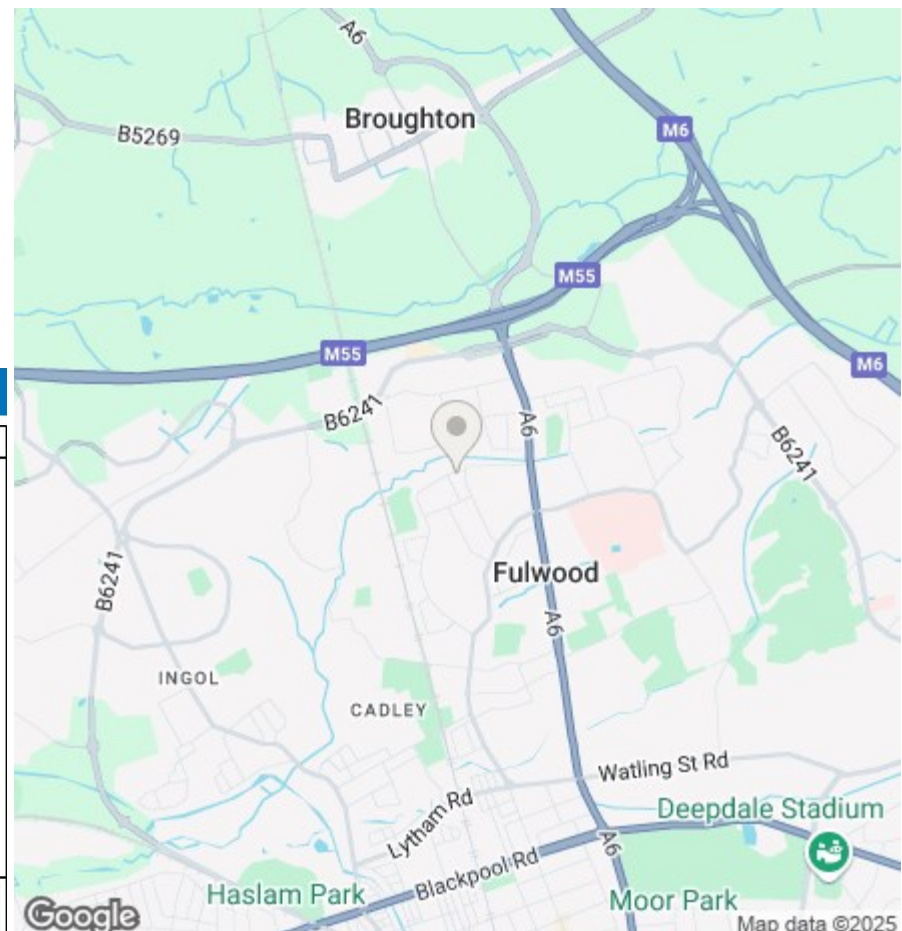 A6
Broughton
B5269
M6
M55
M55
M6
B6241
A6
B6241
B6241
Fulwood
A6
INGOL
CADLEY
Watling St Rd
Lytham Rd
Deepdale Stadium
A6
Blackpool Rd
Haslam Park
Moor Park
Google
Map data ©2025